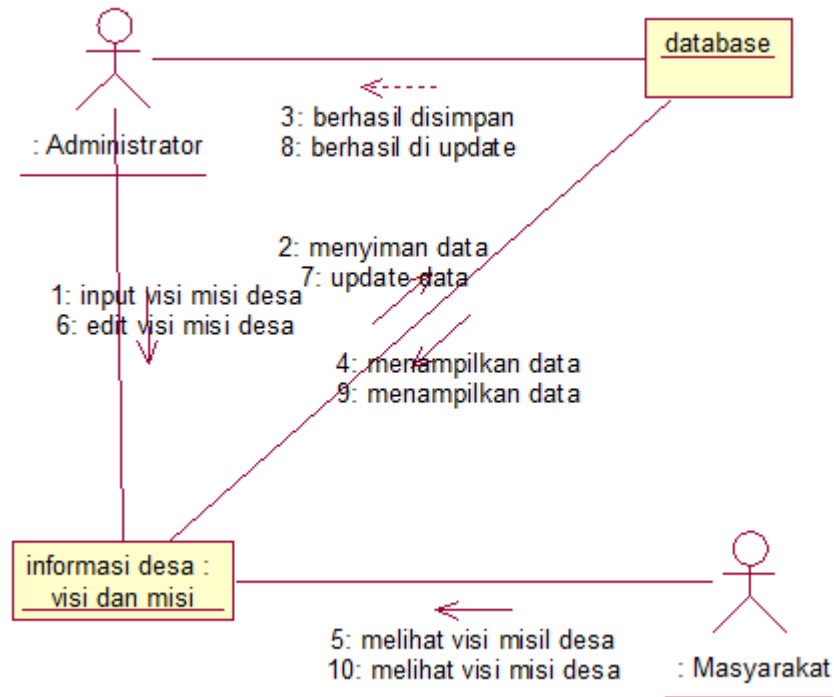 database
: Administrator
3: berhasil disimpan
8: berhasil di update
2: menyiman data
7: update data
1: input visi misi desa
6: edit visi misi desa
4: menampilkan data
9: menampilkan data
informasi desa :
visi dan misi
5: melihat visi misil desa
10: melihat visi misi desa
: Masyarakat